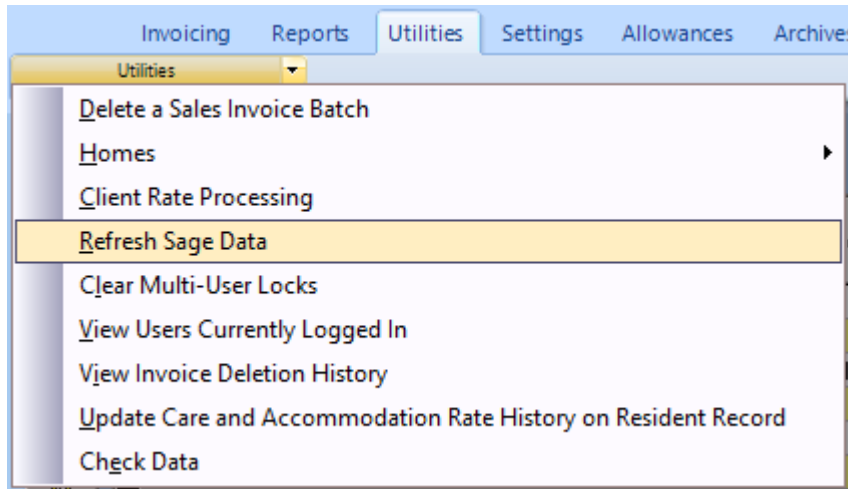 Invoicing Reports Utilities Settings Allowances Archive
Utilities
Delete a Sales Invoice Batch
Homes
Client Rate Processing
Refresh Sage Data
Clear Multi-User Locks
View Users Currently Logged In
View Invoice Deletion History
Update Care and Accommodation Rate History on Resident Record
Check Data